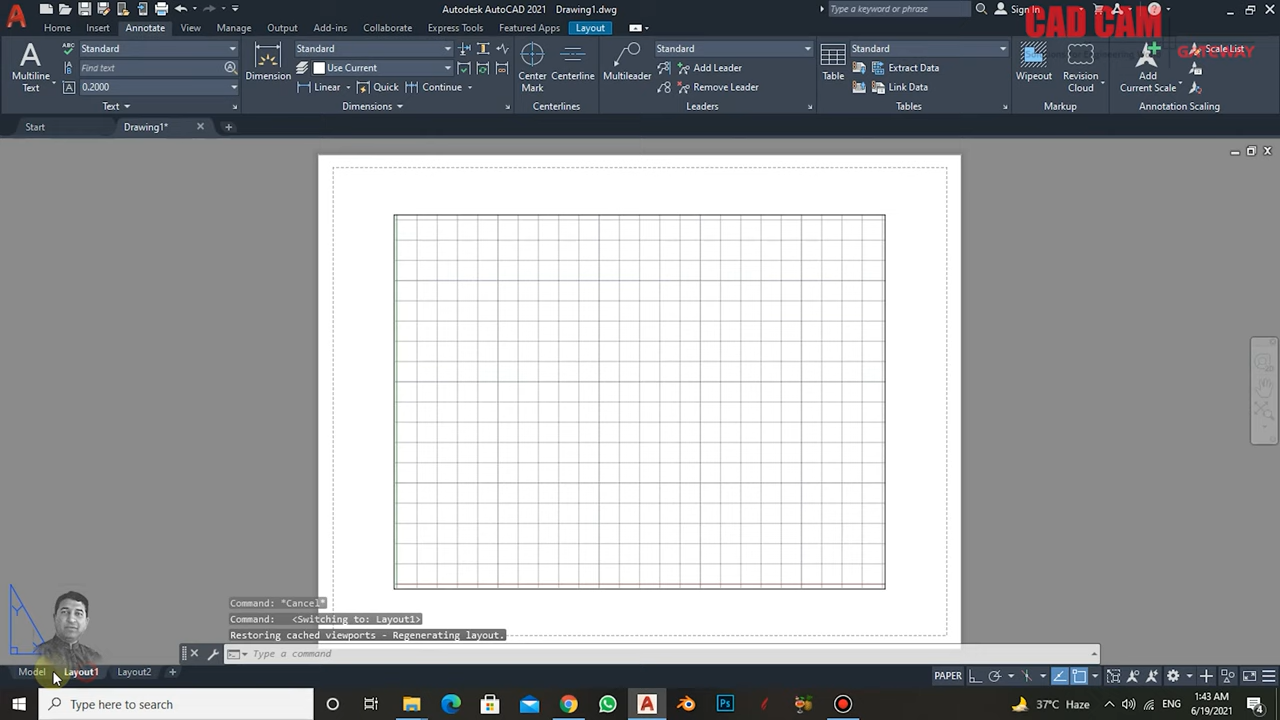 Autodesk AutoCAD 2021 Drawing1.dwg
Type a keyword or phrase
Sign In
CAD CAM
GATEWAY
Home Insert Annotate View Manage Output Add-ins Collaborate Express Tools Featured Apps Layout
Multiline Text
ABC
Standard
Find text
0.2000
Text
Dimension
Standard
Use Current
Linear Quick Continue
Dimensions
Center Mark
Centerline
Centerlines
Multileader
Standard
Add Leader
Remove Leader
Leaders
Table
Standard
Extract Data
Link Data
Tables
Wipeout
Revision Cloud
Markup
Add Current Scale
Scale List
Annotation Scaling
Start Drawing1*
Y
Command: *Cancel*
Command: <Switching to: Layout1>
Restoring cached viewports - Regenerating layout.
Type a command
Model Layout1 Layout2
PAPER
Type here to search
Ps
37°C Haze
ENG
1:43 AM
6/19/2021